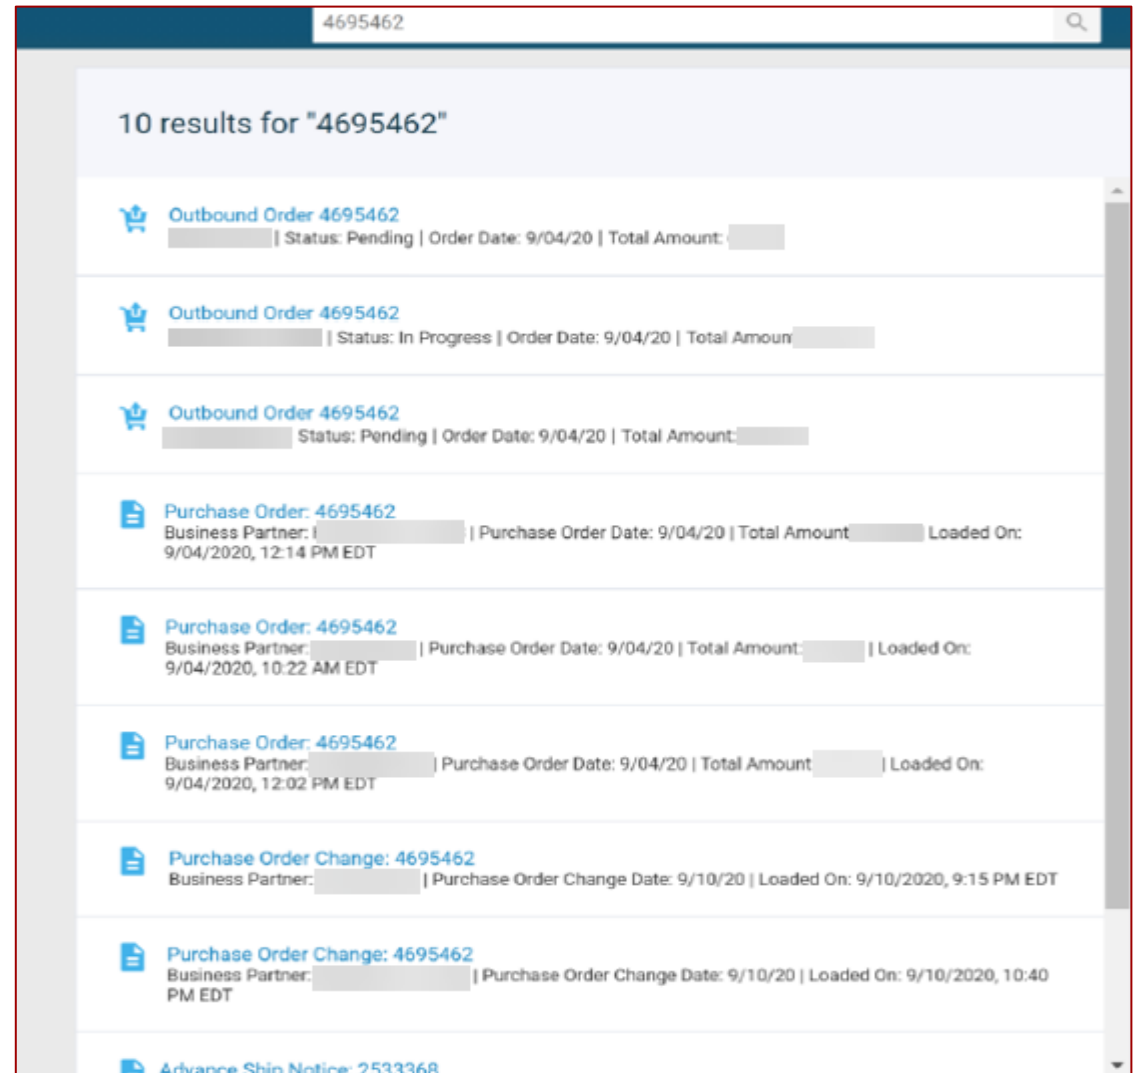 4695462
10 results for "4695462"
Outbound Order 4695462
| Status: Pending | Order Date: 9/04/20 | Total Amount:
Outbound Order 4695462
| Status: In Progress | Order Date: 9/04/20 | Total Amoun
Outbound Order 4695462
Status: Pending | Order Date: 9/04/20 | Total Amount:
Purchase Order: 4695462
Business Partner: | Purchase Order Date: 9/04/20 | Total Amount Loaded On:
9/04/2020, 12:14 PM EDT
Purchase Order: 4695462
Business Partner: | Purchase Order Date: 9/04/20 | Total Amount: | Loaded On:
9/04/2020, 10:22 AM EDT
Purchase Order: 4695462
Business Partner: | Purchase Order Date: 9/04/20 | Total Amount | Loaded On:
9/04/2020, 12:02 PM EDT
Purchase Order Change: 4695462
Business Partner: | Purchase Order Change Date: 9/10/20 | Loaded On: 9/10/2020, 9:15 PM EDT
Purchase Order Change: 4695462
Business Partner: | Purchase Order Change Date: 9/10/20 | Loaded On: 9/10/2020, 10:40
PM EDT
Advance Ship Notice: 2533368